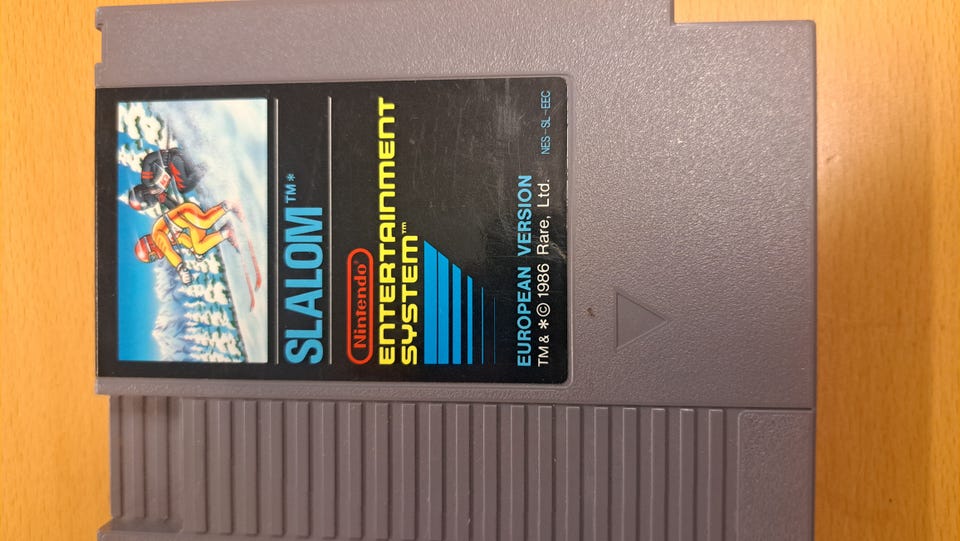 SLALOM™*
Nintendo®
ENTERTAINMENT
SYSTEM™
EUROPEAN VERSION
TM & *© 1986 Rare, Ltd. NES-SL-EEC